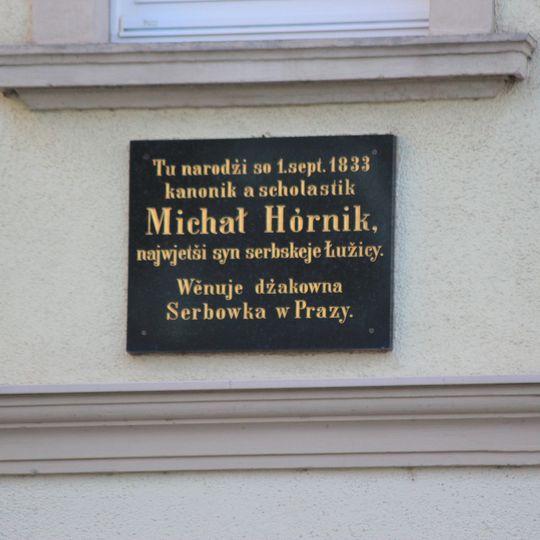 Tu narodźi so 1. sept. 1833
kanonik a scholastik
Michał Hórnik,
najwjetši syn serbskeje Łužicy.
Wěnuje dźakowna
Serbowka w Prazy.